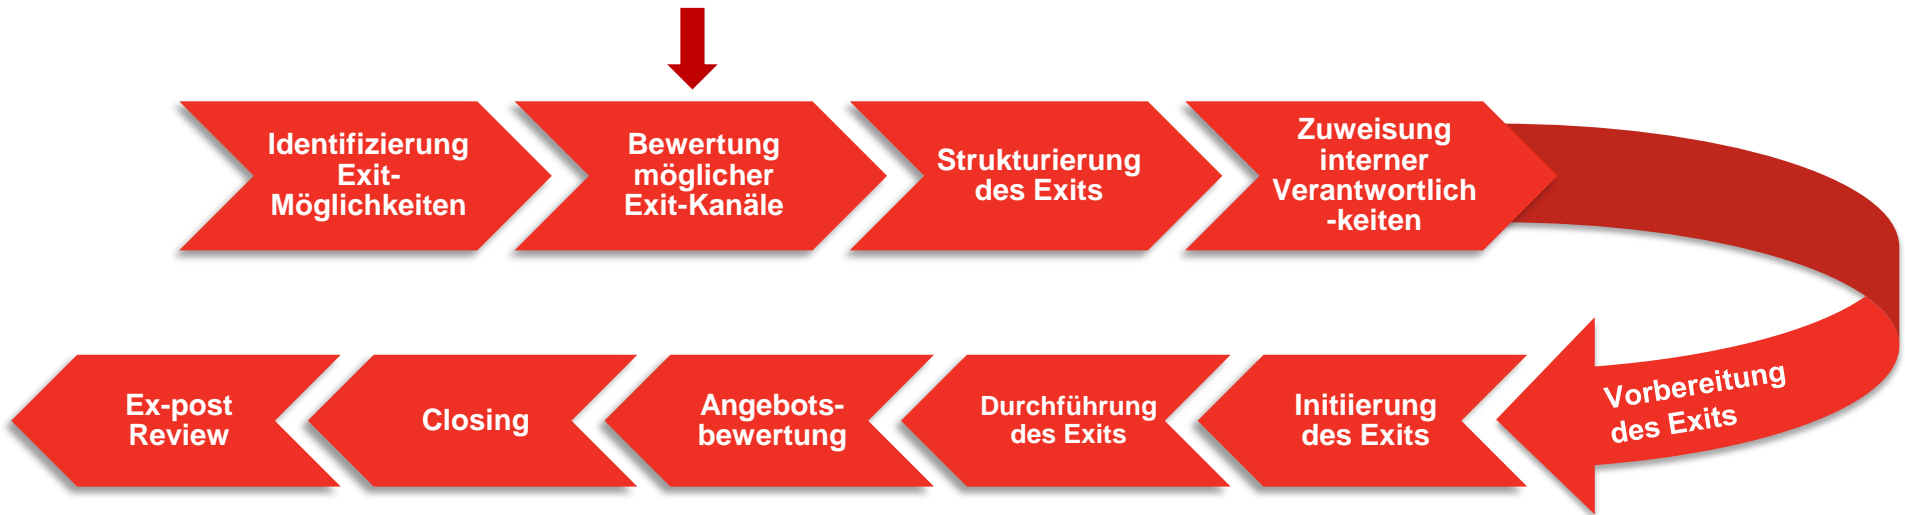 Identifizierung
Exit-
Möglichkeiten
Bewertung
möglicher
Exit-Kanäle
Strukturierung
des Exits
Zuweisung
interner
Verantwortlich
-keiten
Vorbereitung
des Exits
Initiierung
des Exits
Durchführung
des Exits
Angebots-
bewertung
Closing
Ex-post
Review